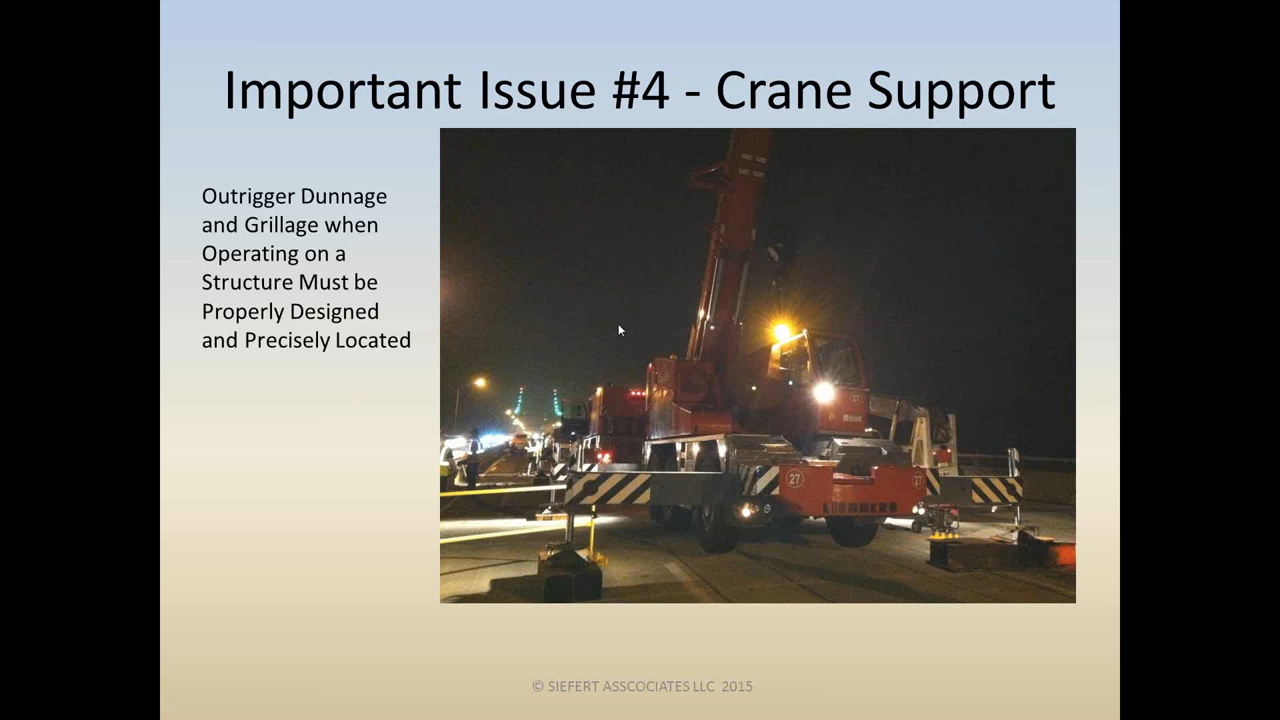 Important Issue #4 - Crane Support
Outrigger Dunnage
and Grillage when
Operating on a
Structure Must be
Properly Designed
and Precisely Located
27
27
27
© SIEFERT ASSCOCIATES LLC 2015